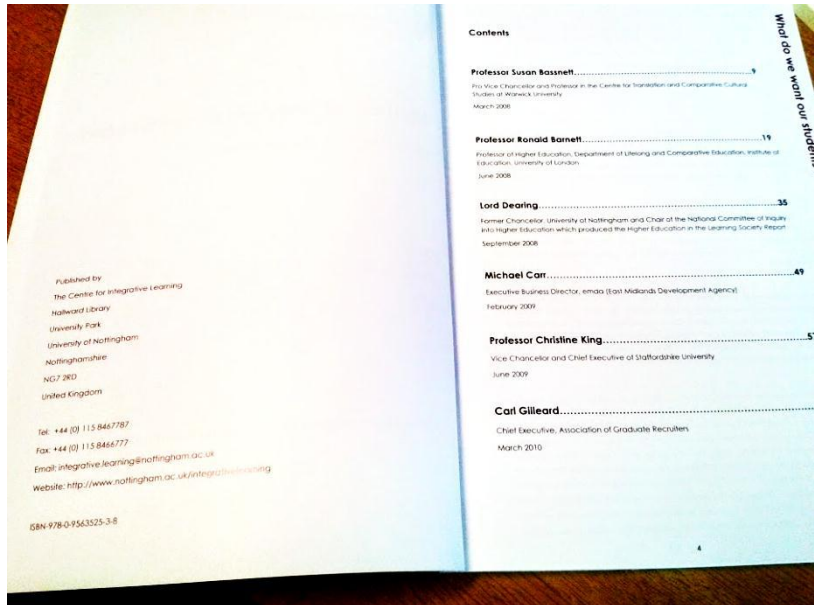 Published by
The Centre for Integrative Learning
Hallward Library
University Park
University of Nottingham
Nottinghamshire
NG7 2RD
United Kingdom
Tel: +44 (0) 115 8467787
Fax: +44 (0) 115 8466777
Email: integrative.learning@nottingham.ac.uk
Website: http://www.nottingham.ac.uk/integrativelearning
ISBN-978-0-9563525-3-8
Contents
Professor Susan Bassnett.................................................9
Pro Vice Chancellor and Professor in the Centre for Translation and Comparative Cultural
Studies at Warwick University
March 2008
Professor Ronald Barnett.................................................19
Professor of Higher Education, Department of Lifelong and Comparative Education, Institute of
Education, University of London
June 2008
Lord Dearing.................................................................35
Former Chancellor, University of Nottingham and Chair of the National Committee of Inquiry
into Higher Education which produced the Higher Education in the Learning Society Report
September 2008
Michael Carr.................................................................49
Executive Business Director, emda (East Midlands Development Agency)
February 2009
Professor Christine King.................................................57
Vice Chancellor and Chief Executive of Staffordshire University
June 2009
Carl Gilleard.................................................................
Chief Executive, Association of Graduate Recruiters
March 2010
4
What do we want our students